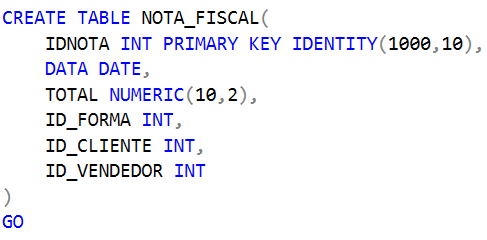 CREATE TABLE NOTA_FISCAL(
    IDNOTA INT PRIMARY KEY IDENTITY(1000,10),
    DATA DATE,
    TOTAL NUMERIC(10,2),
    ID_FORMA INT,
    ID_CLIENTE INT,
    ID_VENDEDOR INT
)
GO